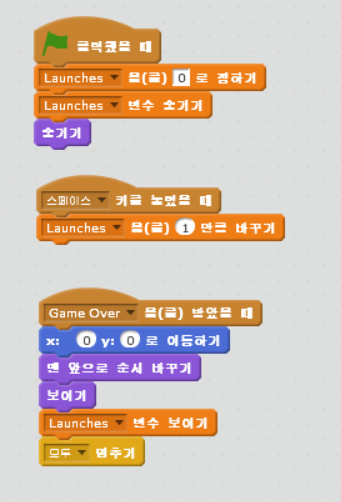 클릭했을 때
Launches 을(를) 0 로 정하기
Launches 변수 숨기기
숨기기
스페이스 키를 눌렀을 때
Launches 을(를) 1 만큼 바꾸기
Game Over 을(를) 받았을 때
x: 0 y: 0 로 이동하기
맨 앞으로 순서 바꾸기
보이기
Launches 변수 보이기
모두 멈추기